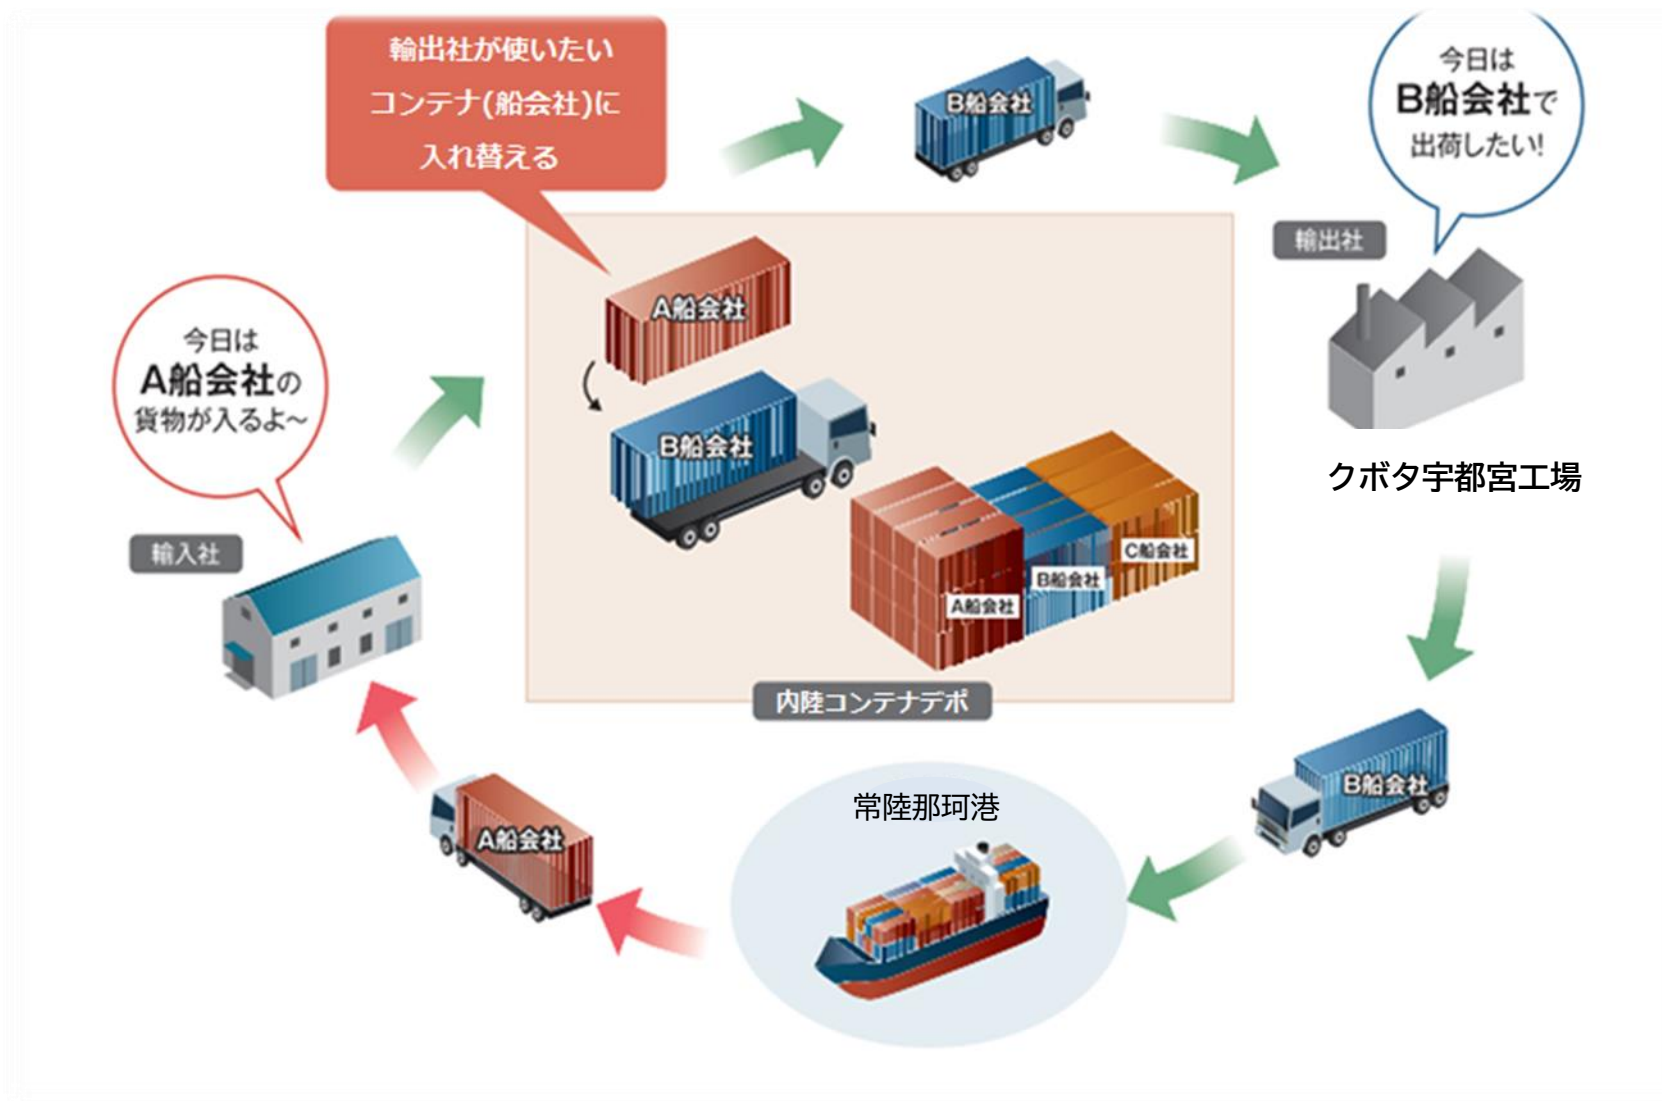 輸出社が使いたい
コンテナ(船会社)に
入れ替える
B船会社
今日は
B船会社で
出荷したい!
輸出社
A船会社
今日は
A船会社の
貨物が入るよ～
B船会社
クボタ宇都宮工場
輸入社
C船会社
B船会社
A船会社
内陸コンテナデポ
B船会社
常陸那珂港
A船会社